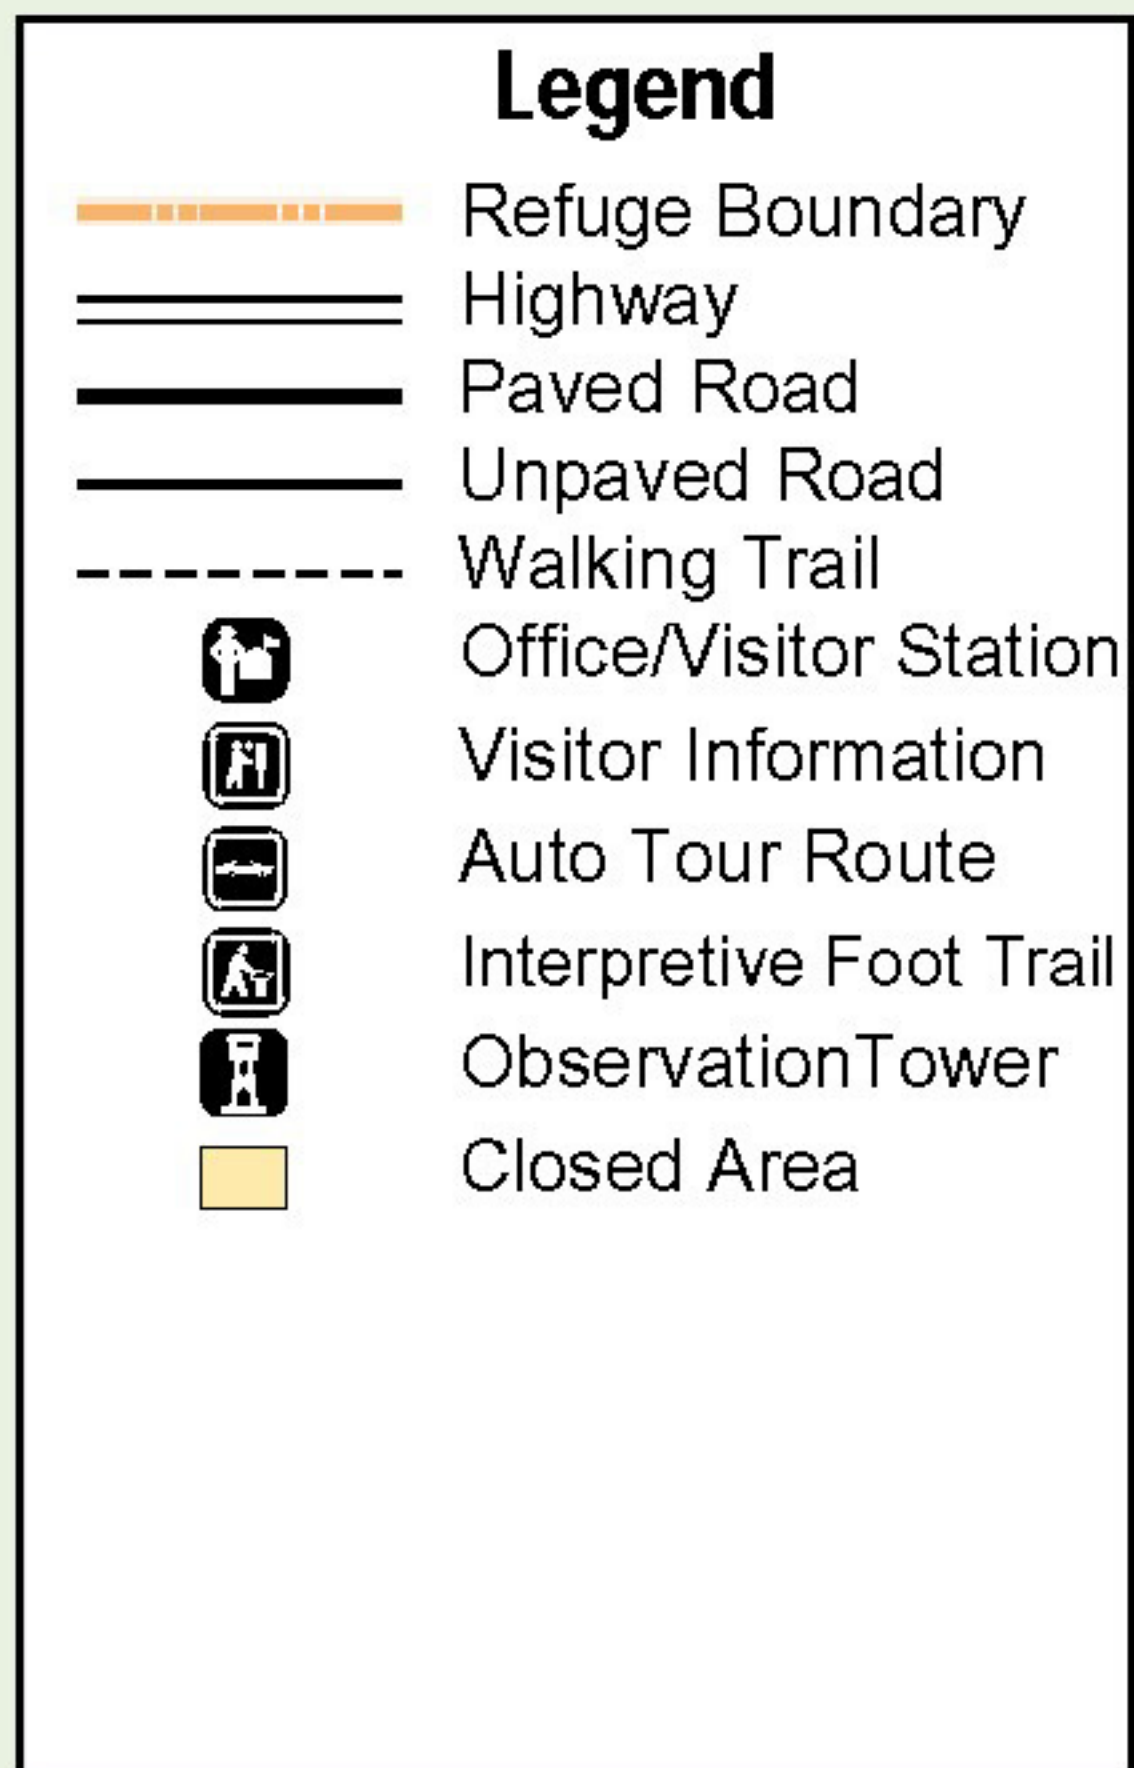 Legend
Refuge Boundary
Highway
Paved Road
Unpaved Road
Walking Trail
Office/Visitor Station
Visitor Information
Auto Tour Route
Interpretive Foot Trail
ObservationTower
Closed Area